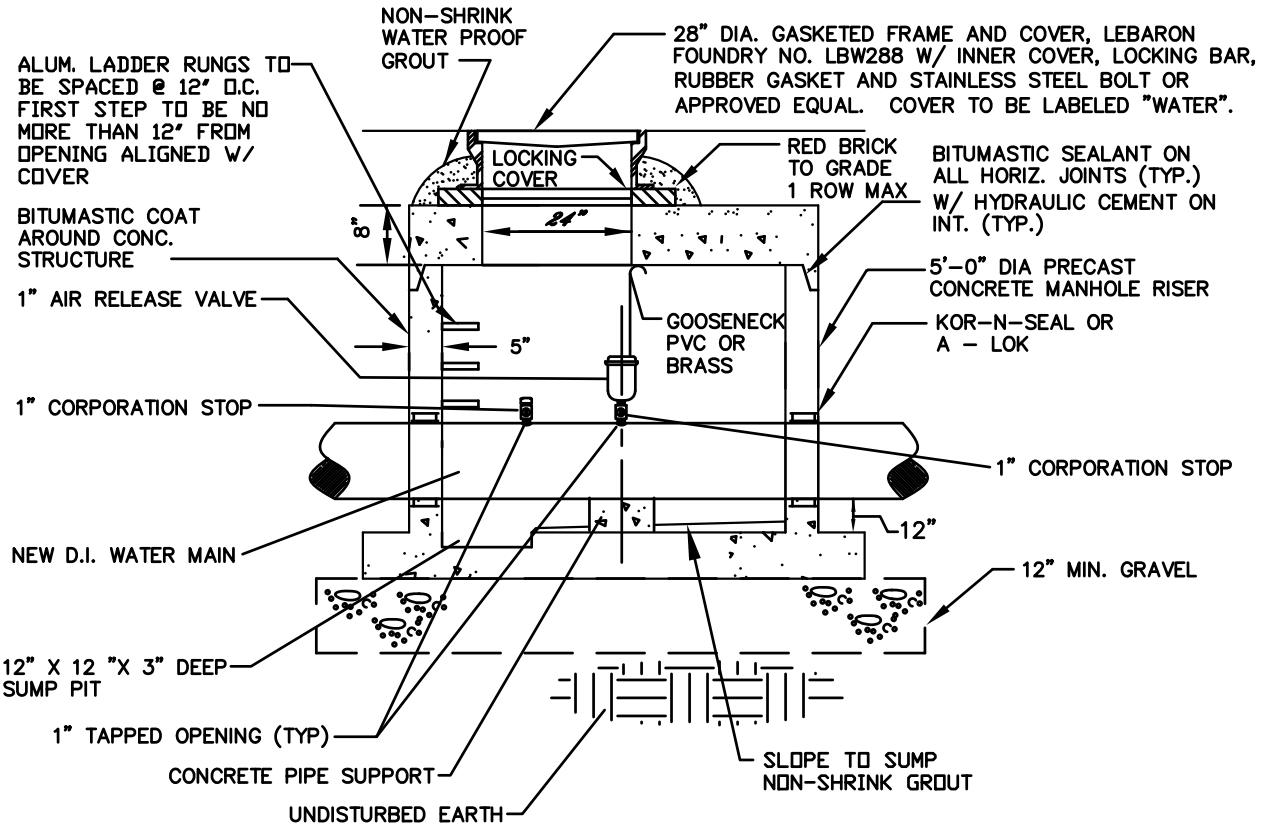 NON-SHRINK
WATER PROOF
GROUT
28" DIA. GASKETED FRAME AND COVER, LEBARON
FOUNDRY NO. LBW288 W/ INNER COVER, LOCKING BAR,
RUBBER GASKET AND STAINLESS STEEL BOLT OR
APPROVED EQUAL. COVER TO BE LABELED "WATER".
ALUM. LADDER RUNGS TO
BE SPACED @ 12" O.C.
FIRST STEP TO BE NO
MORE THAN 12" FROM
OPENING ALIGNED W/
COVER
LOCKING
COVER
RED BRICK
TO GRADE
1 ROW MAX
BITUMASTIC SEALANT ON
ALL HORIZ. JOINTS (TYP.)
W/ HYDRAULIC CEMENT ON
INT. (TYP.)
BITUMASTIC COAT
AROUND CONC.
STRUCTURE
8"
24"
5'-0" DIA PRECAST
CONCRETE MANHOLE RISER
1" AIR RELEASE VALVE
5"
GOOSENECK
PVC OR
BRASS
KOR-N-SEAL OR
A - LOK
1" CORPORATION STOP
1" CORPORATION STOP
12"
NEW D.I. WATER MAIN
12" MIN. GRAVEL
12" X 12 "X 3" DEEP
SUMP PIT
1" TAPPED OPENING (TYP)
CONCRETE PIPE SUPPORT
SLOPE TO SUMP
NON-SHRINK GROUT
UNDISTURBED EARTH